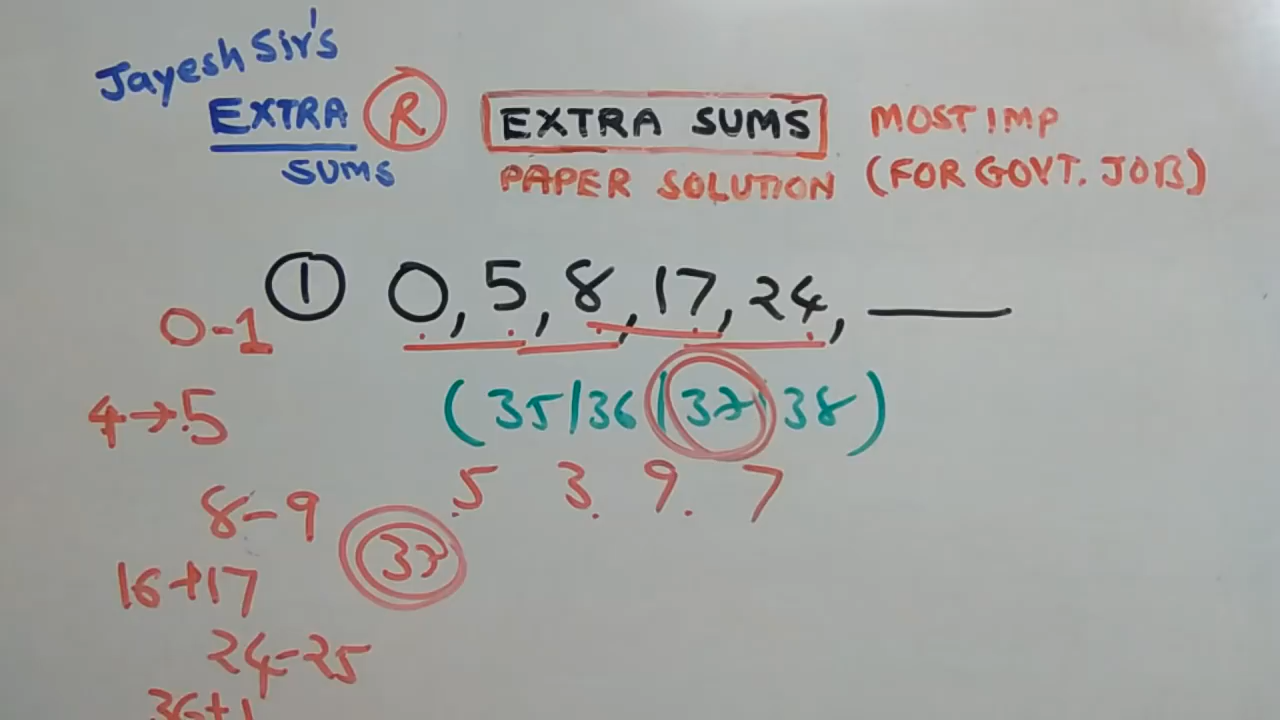 Jayesh Sir's
EXTRA R
SUMS
EXTRA SUMS
PAPER SOLUTION
MOST IMP
(FOR GOVT. JOB)
1 0, 5, 8, 17, 24, ____
(35/36/37/38)
5 3 9 7
0-1
4→5
8-9
16+17
24-25
36+1
37